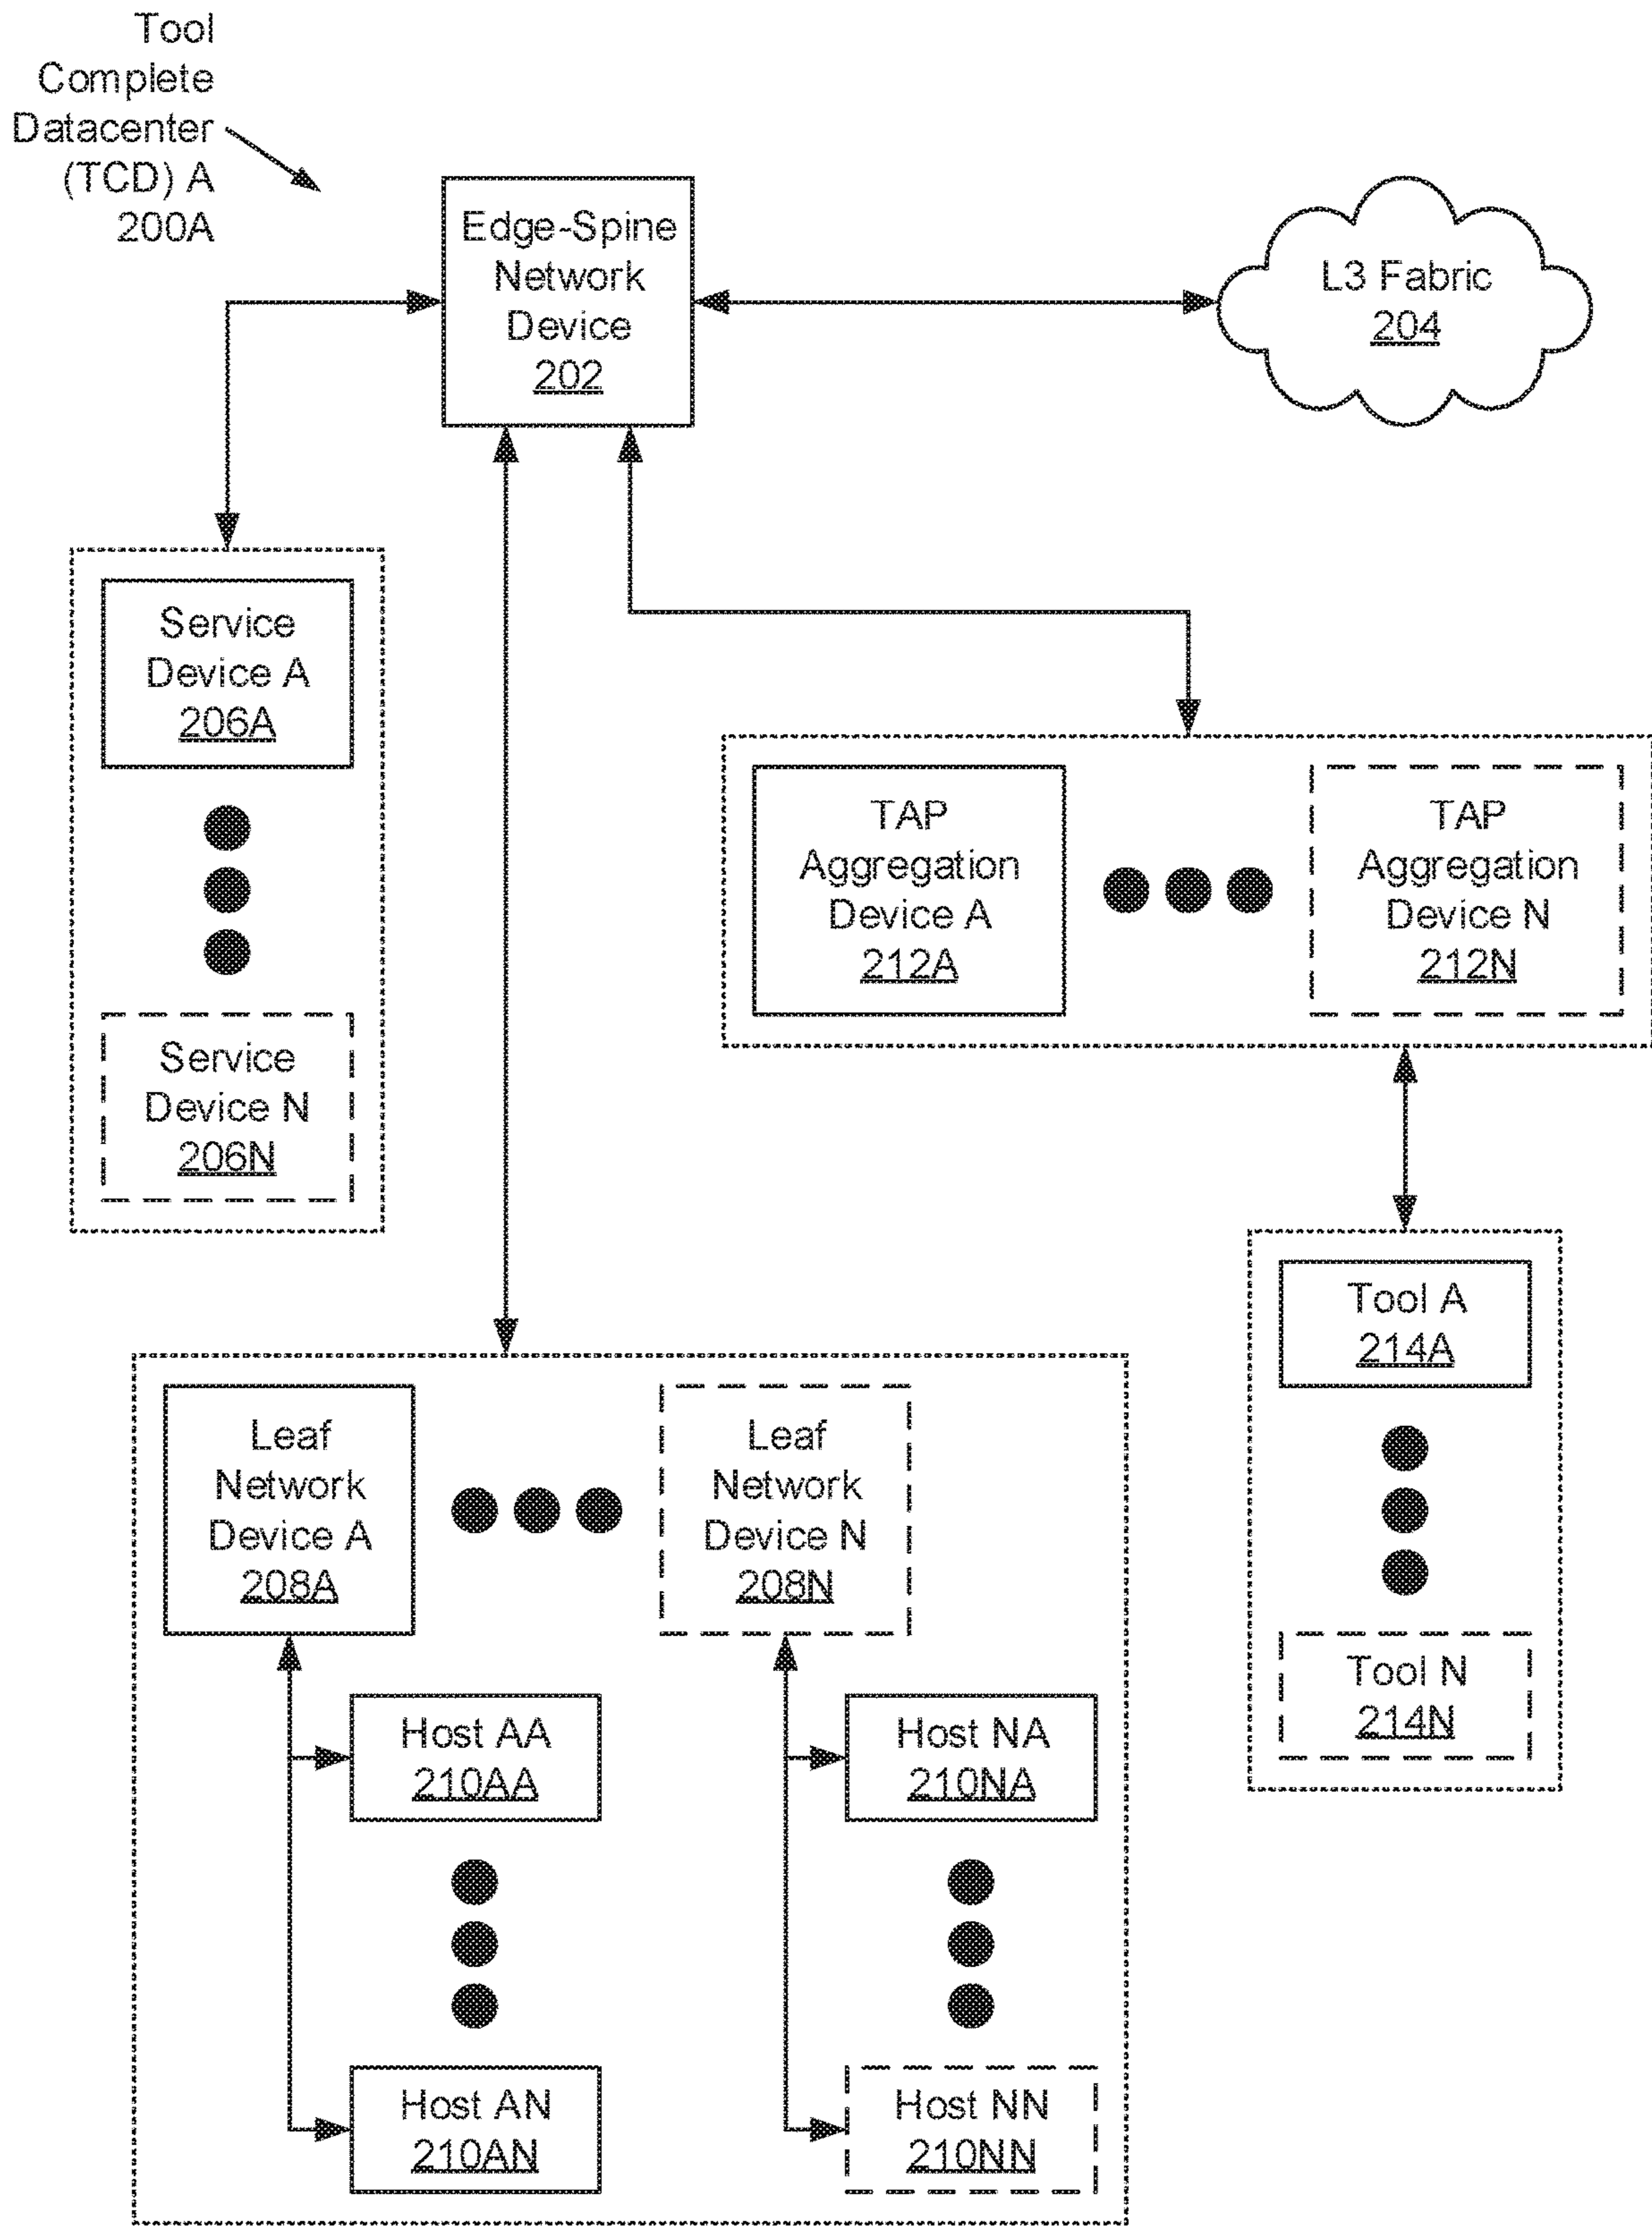 Tool
Complete
Datacenter
(TCD) A
200A
Edge-Spine
Network
Device
202
L3 Fabric
204
Service
Device A
206A
Service
Device N
206N
TAP
Aggregation
Device A
212A
TAP
Aggregation
Device N
212N
Tool A
214A
Tool N
214N
Leaf
Network
Device A
208A
Leaf
Network
Device N
208N
Host AA
210AA
Host NA
210NA
Host AN
210AN
Host NN
210NN